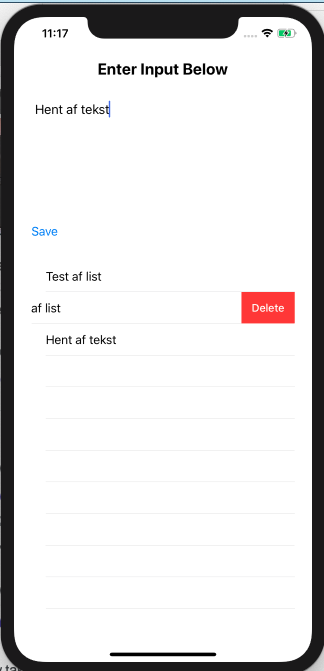 11:17
Enter Input Below
Hent af tekst
Save
Test af list
af list Delete
Hent af tekst